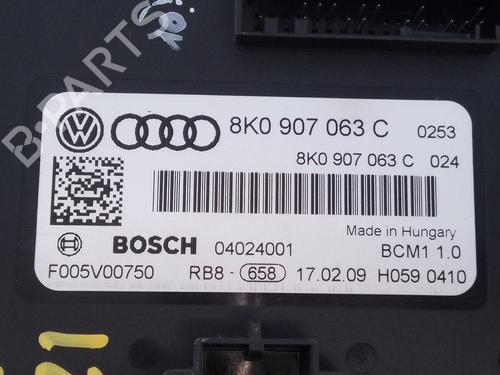 B-PARTS
8K0 907 063 C 0253
8K0 907 063 C 024
Made in Hungary
BOSCH 04024001 BCM1 1.0
F005V00750 RB8-658 17.02.09 H059 0410